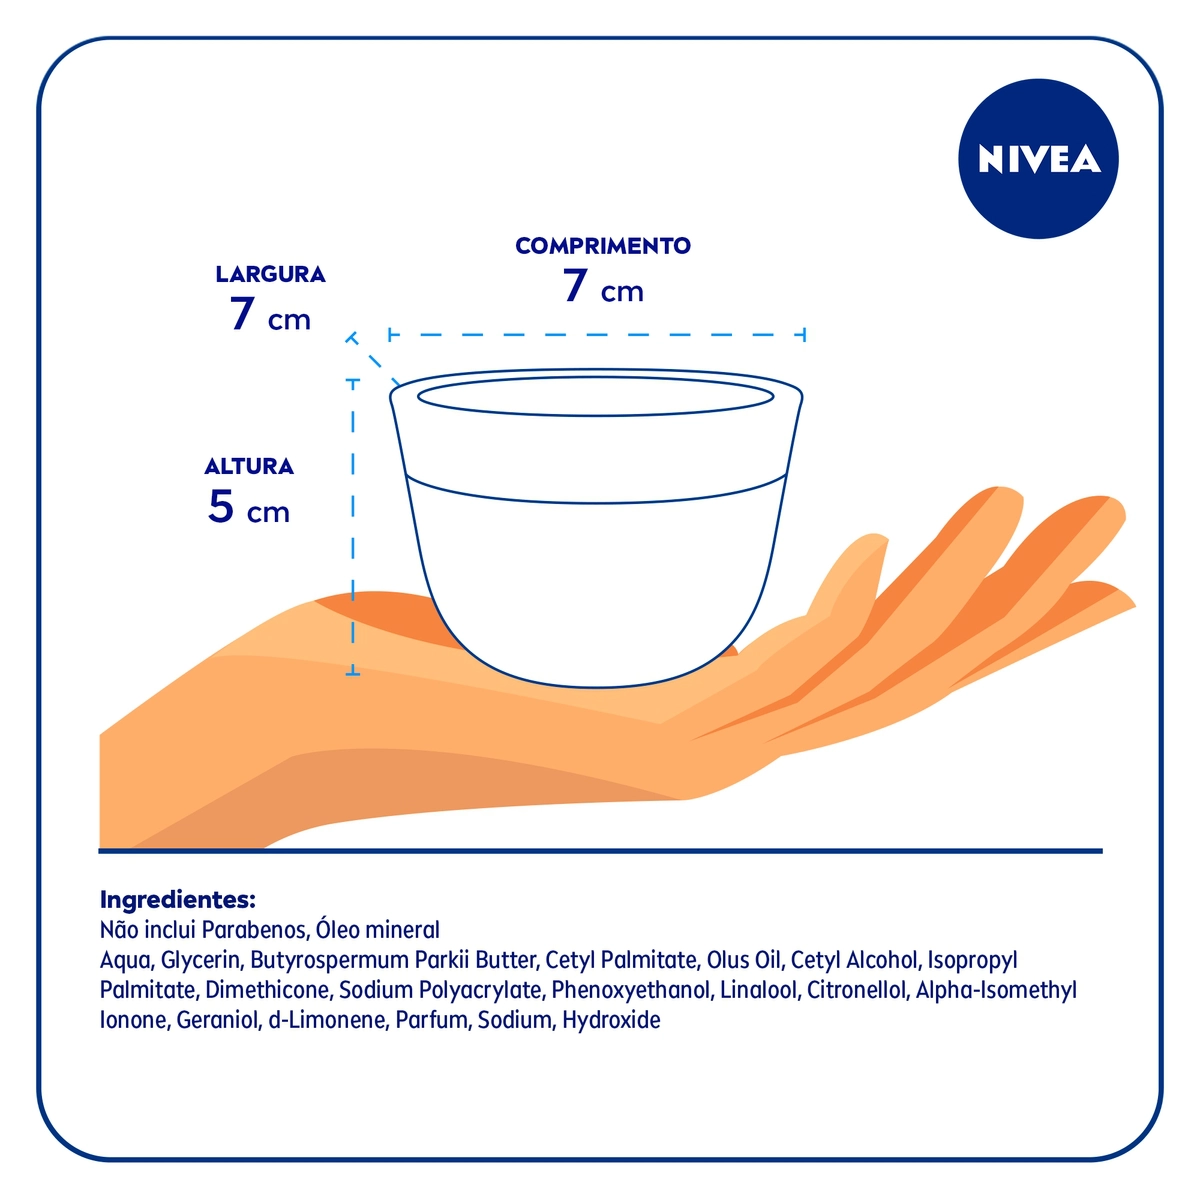 NIVEA
COMPRIMENTO
7 cm
LARGURA
7 cm
ALTURA
5 cm
Ingredientes:
Não inclui Parabenos, Óleo mineral
Aqua, Glycerin, Butyrospermum Parkii Butter, Cetyl Palmitate, Olus Oil, Cetyl Alcohol, Isopropyl
Palmitate, Dimethicone, Sodium Polyacrylate, Phenoxyethanol, Linalool, Citronellol, Alpha-Isomethyl
Ionone, Geraniol, d-Limonene, Parfum, Sodium, Hydroxide